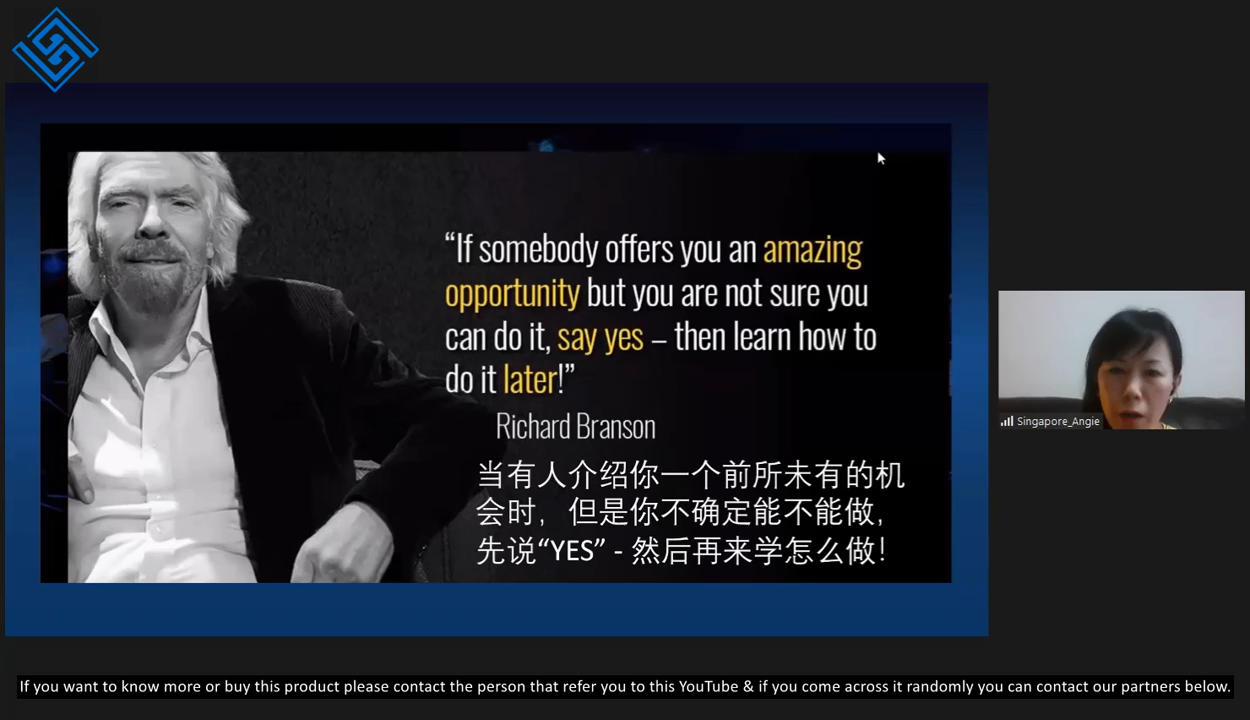 “If somebody offers you an amazing
opportunity but you are not sure you
can do it, say yes – then learn how to
do it later!”
Richard Branson
当有人介绍你一个前所未有的机
会时，但是你不确定能不能做，
先说“YES” - 然后再来学怎么做！
Singapore_Angie
If you want to know more or buy this product please contact the person that refer you to this YouTube & if you come across it randomly you can contact our partners below.